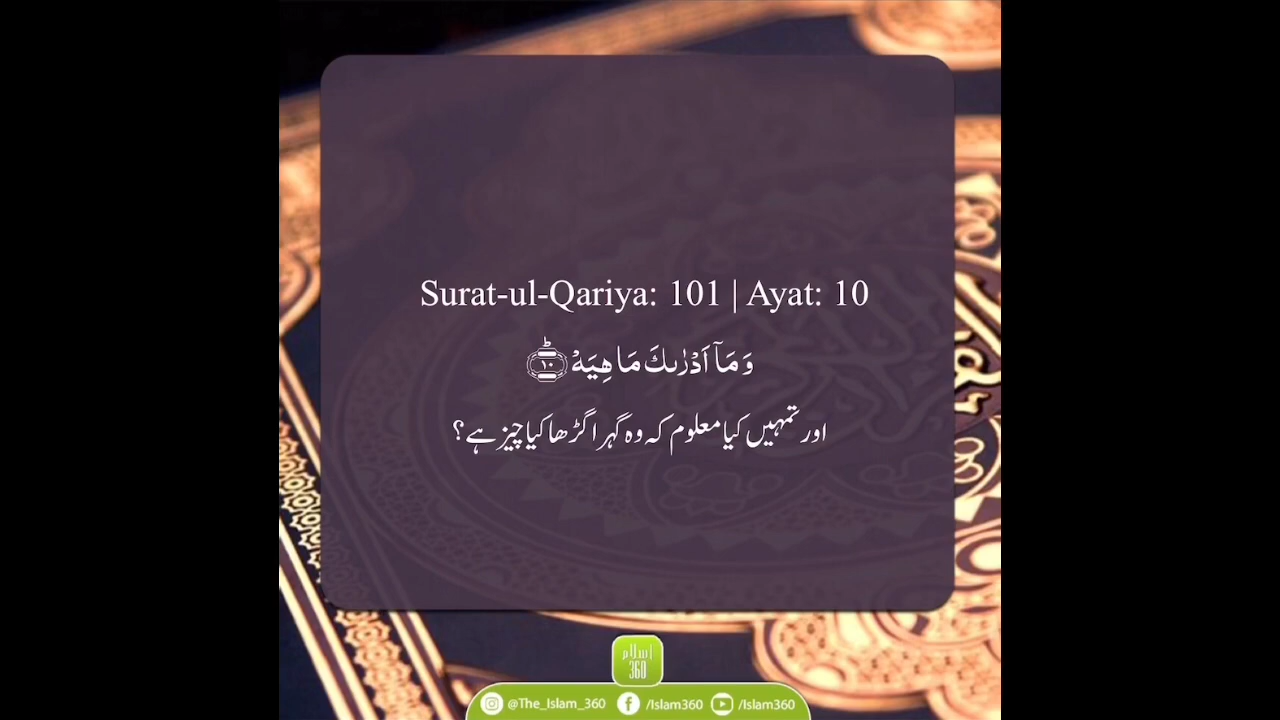 Surat-ul-Qariya: 101 | Ayat: 10
وَ مَاۤ اَدْرٰىكَ مَا هِیَهْ ﴿ؕ۱۰﴾
اور تمہیں کیا معلوم کہ وہ گہرا گڑھا کیا چیز ہے ؟
اسلام
360
@The_Islam_360 /Islam360 /Islam360